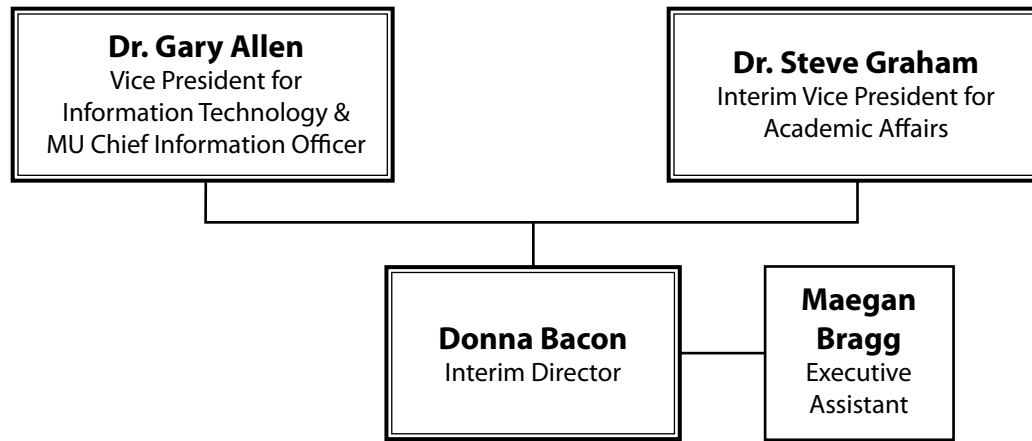 Dr. Gary Allen
Vice President for
Information Technology &
MU Chief Information Officer
Dr. Steve Graham
Interim Vice President for
Academic Affairs
Donna Bacon
Interim Director
Maegan
Bragg
Executive
Assistant